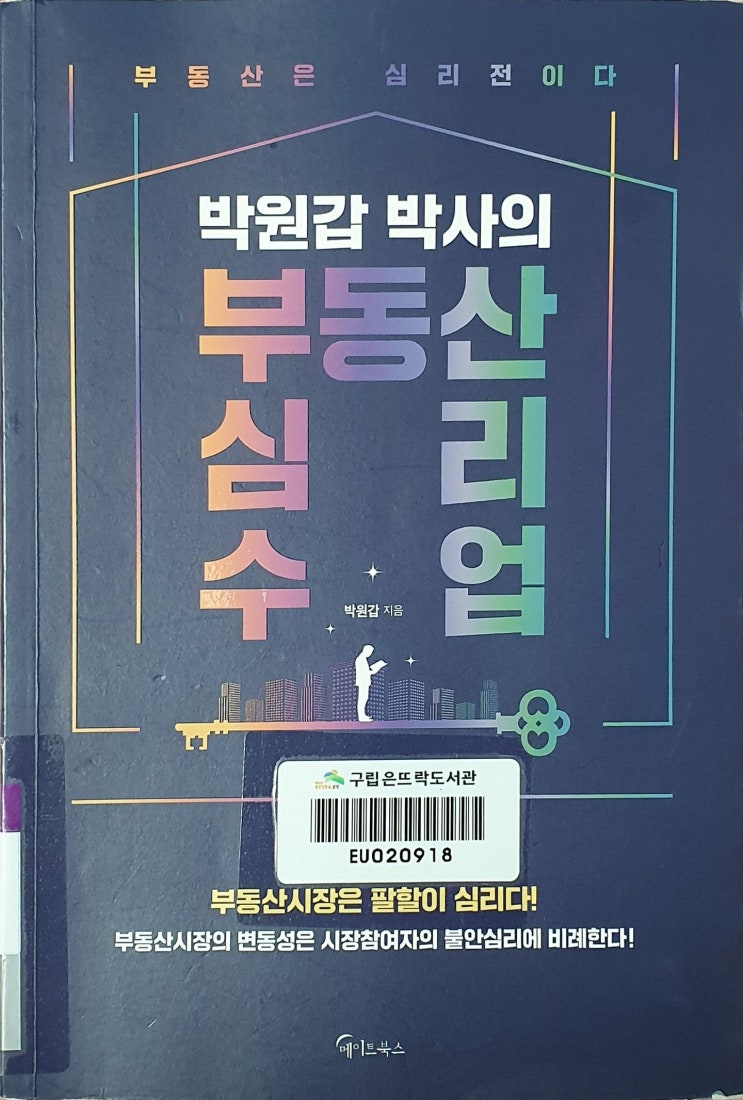 부동산은 심리전이다
박원갑 박사의
부동산
심리
수업
박원갑 지음
구립은뜨락도서관
EU020918
부동산시장은 팔할이 심리다!
부동산시장의 변동성은 시장참여자의 불안심리에 비례한다!
메이트북스